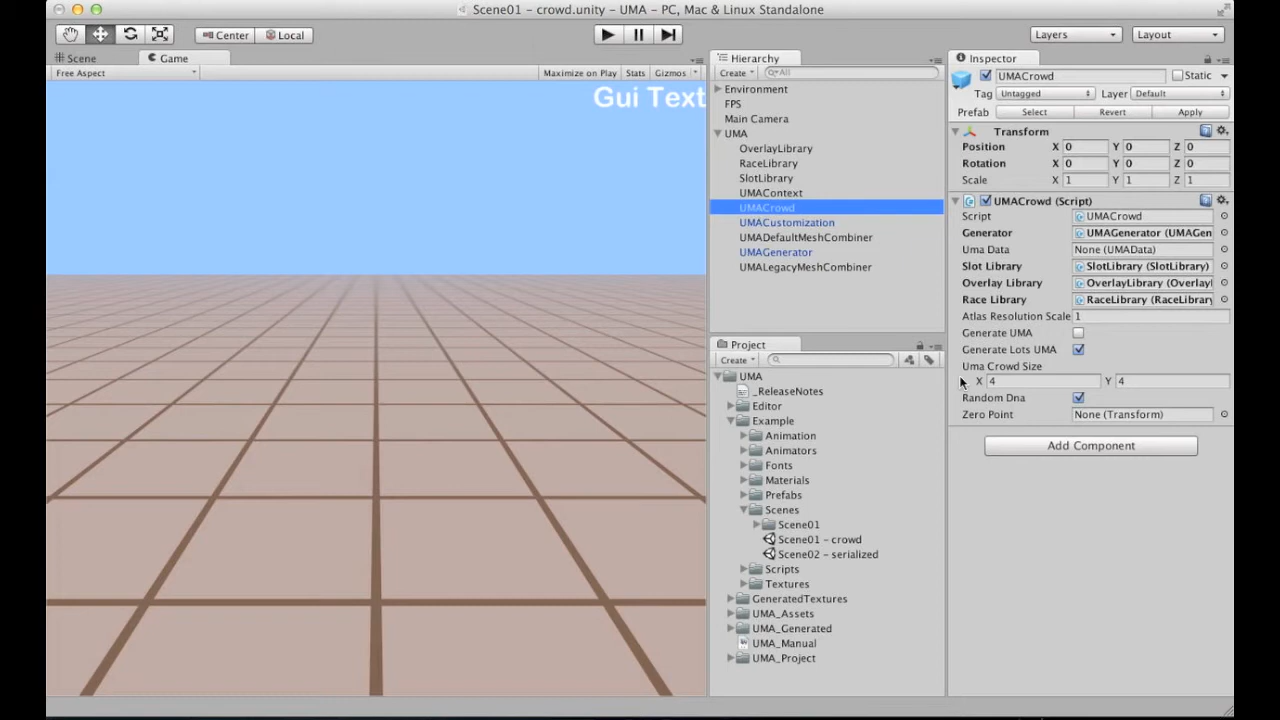 Scene01 - crowd.unity - UMA - PC, Mac & Linux Standalone
Center Local
Layers Layout
Scene Game
Free Aspect Maximize on Play Stats Gizmos
Gui Text
Hierarchy
Create All
Environment
FPS
Main Camera
UMA
OverlayLibrary
RaceLibrary
SlotLibrary
UMAContext
UMACrowd
UMACustomization
UMADefaultMeshCombiner
UMAGenerator
UMALegacyMeshCombiner
Project
Create
UMA
_ReleaseNotes
Editor
Example
Animation
Animators
Fonts
Materials
Prefabs
Scenes
Scene01
Scene01 - crowd
Scene02 - serialized
Scripts
Textures
GeneratedTextures
UMA_Assets
UMA_Generated
UMA_Manual
UMA_Project
Inspector
UMACrowd Static
Tag Untagged Layer Default
Prefab Select Revert Apply
Transform
Position X 0 Y 0 Z 0
Rotation X 0 Y 0 Z 0
Scale X 1 Y 1 Z 1
UMACrowd (Script)
Script UMACrowd
Generator UMAGenerator (UMAGen
Uma Data None (UMAData)
Slot Library SlotLibrary (SlotLibrary)
Overlay Library OverlayLibrary (Overlayl
Race Library RaceLibrary (RaceLibrary
Atlas Resolution Scale 1
Generate UMA
Generate Lots UMA
Uma Crowd Size
X 4 Y 4
Random Dna
Zero Point None (Transform)
Add Component